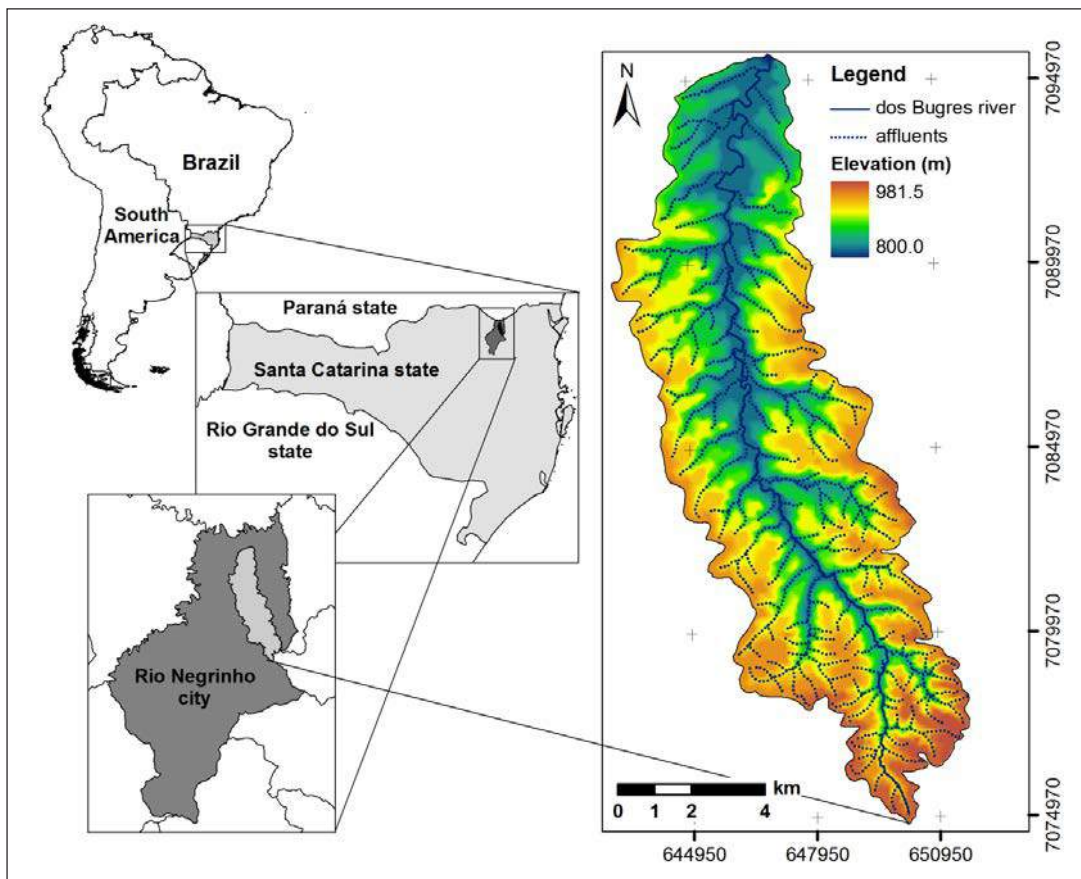 Brazil
South
America
Paraná state
Santa Catarina state
Rio Grande do Sul
state
Rio Negrinho
city
N
Legend
dos Bugres river
affluents
Elevation (m)
981.5
800.0
7094970
7089970
7084970
7079970
7074970
km
0 1 2 4
644950 647950 650950